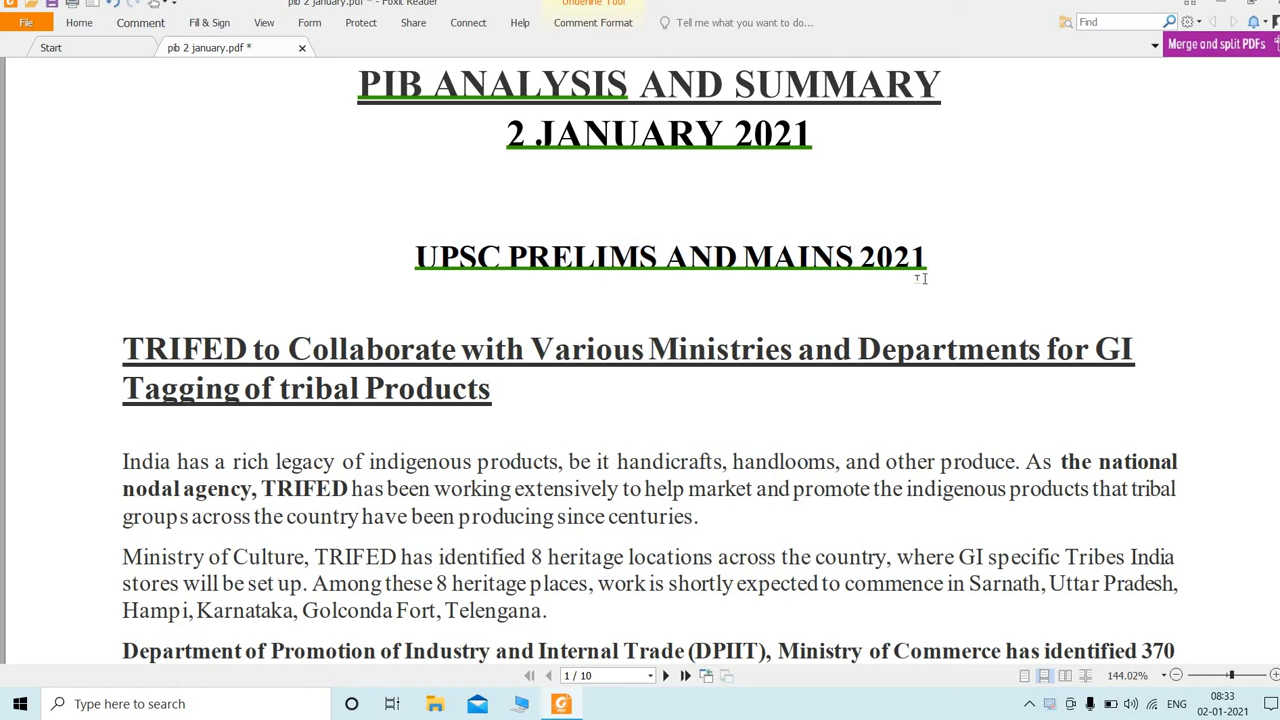 pib 2 january.pdf * - Foxit Reader
Underline Tool
File Home Comment Fill & Sign View Form Protect Share Connect Help Comment Format Tell me what you want to do... Find
Start pib 2 january.pdf * Merge and split PDFs
PIB ANALYSIS AND SUMMARY
2 JANUARY 2021
UPSC PRELIMS AND MAINS 2021
TRIFED to Collaborate with Various Ministries and Departments for GI
Tagging of tribal Products
India has a rich legacy of indigenous products, be it handicrafts, handlooms, and other produce. As the national
nodal agency, TRIFED has been working extensively to help market and promote the indigenous products that tribal
groups across the country have been producing since centuries.
Ministry of Culture, TRIFED has identified 8 heritage locations across the country, where GI specific Tribes India
stores will be set up. Among these 8 heritage places, work is shortly expected to commence in Sarnath, Uttar Pradesh,
Hampi, Karnataka, Golconda Fort, Telengana.
Department of Promotion of Industry and Internal Trade (DPIIT), Ministry of Commerce has identified 370
1 / 10 144.02%
Type here to search ENG 08:33
02-01-2021